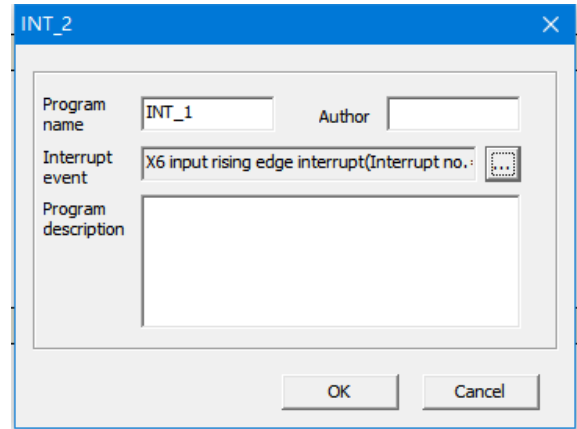 INT_2
Program name
INT_1
Author
Interrupt event
X6 input rising edge interrupt(Interrupt no.
...
Program description
OK
Cancel